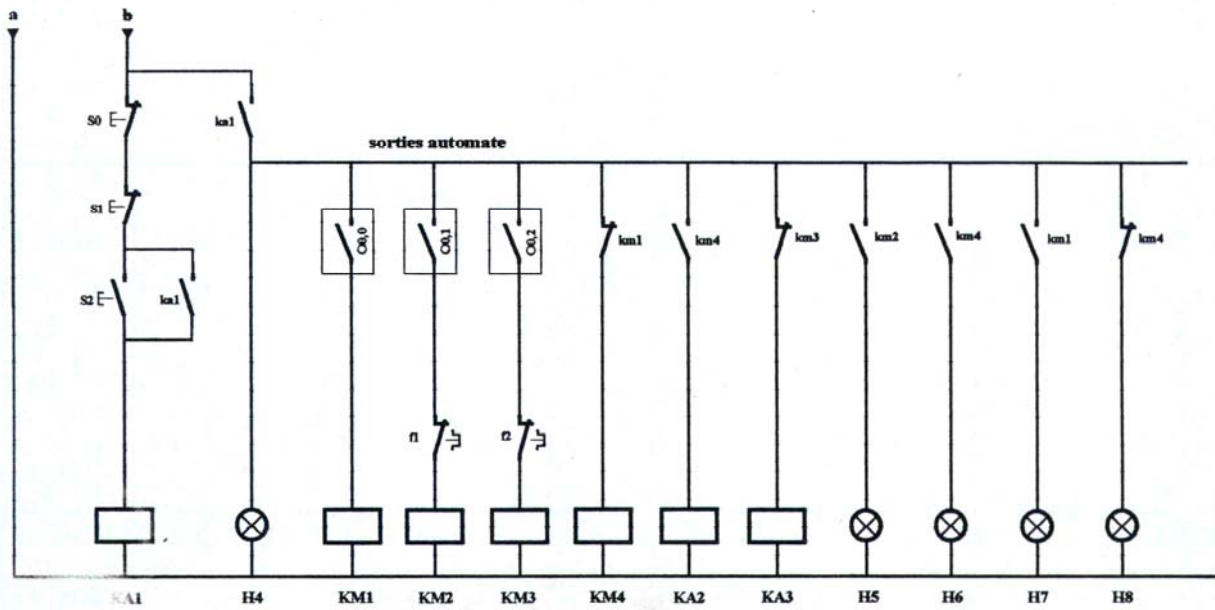 a b
S0 ka1
sorties automate
S1
O0,0 O0,1 O0,2 km1 km4 km3 km2 km4 km1 km4
S2 ka1
f1 f2
KA1 H4 KM1 KM2 KM3 KM4 KA2 KA3 H5 H6 H7 H8